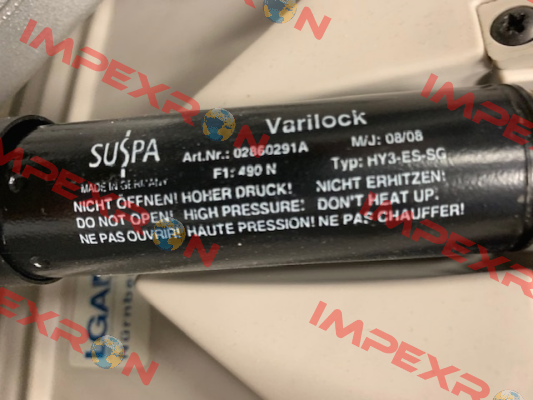 Varilock
SUSPA
Art.Nr.: 02860291A
M/J: 08/08
F1: 490 N
Typ: HY3-ES-SG
MADE IN GERMANY
NICHT ÖFFNEN! HOHER DRUCK! NICHT ERHITZEN!
DO NOT OPEN! HIGH PRESSURE! DON'T HEAT UP.
NE PAS OUVRIR! HAUTE PRESSION! NE PAS CHAUFFER!
IMPEXRON
IMPEXRON
IMPEXRON
IMPEXRON